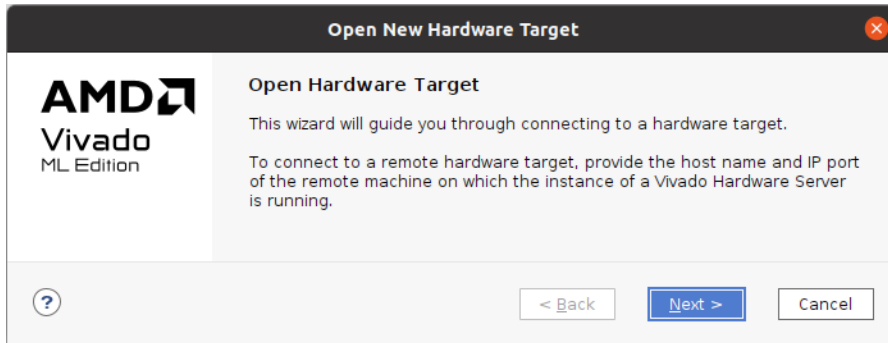 Open New Hardware Target
AMD
Vivado
ML Edition
Open Hardware Target
This wizard will guide you through connecting to a hardware target.
To connect to a remote hardware target, provide the host name and IP port
of the remote machine on which the instance of a Vivado Hardware Server
is running.
?
< Back
Next >
Cancel